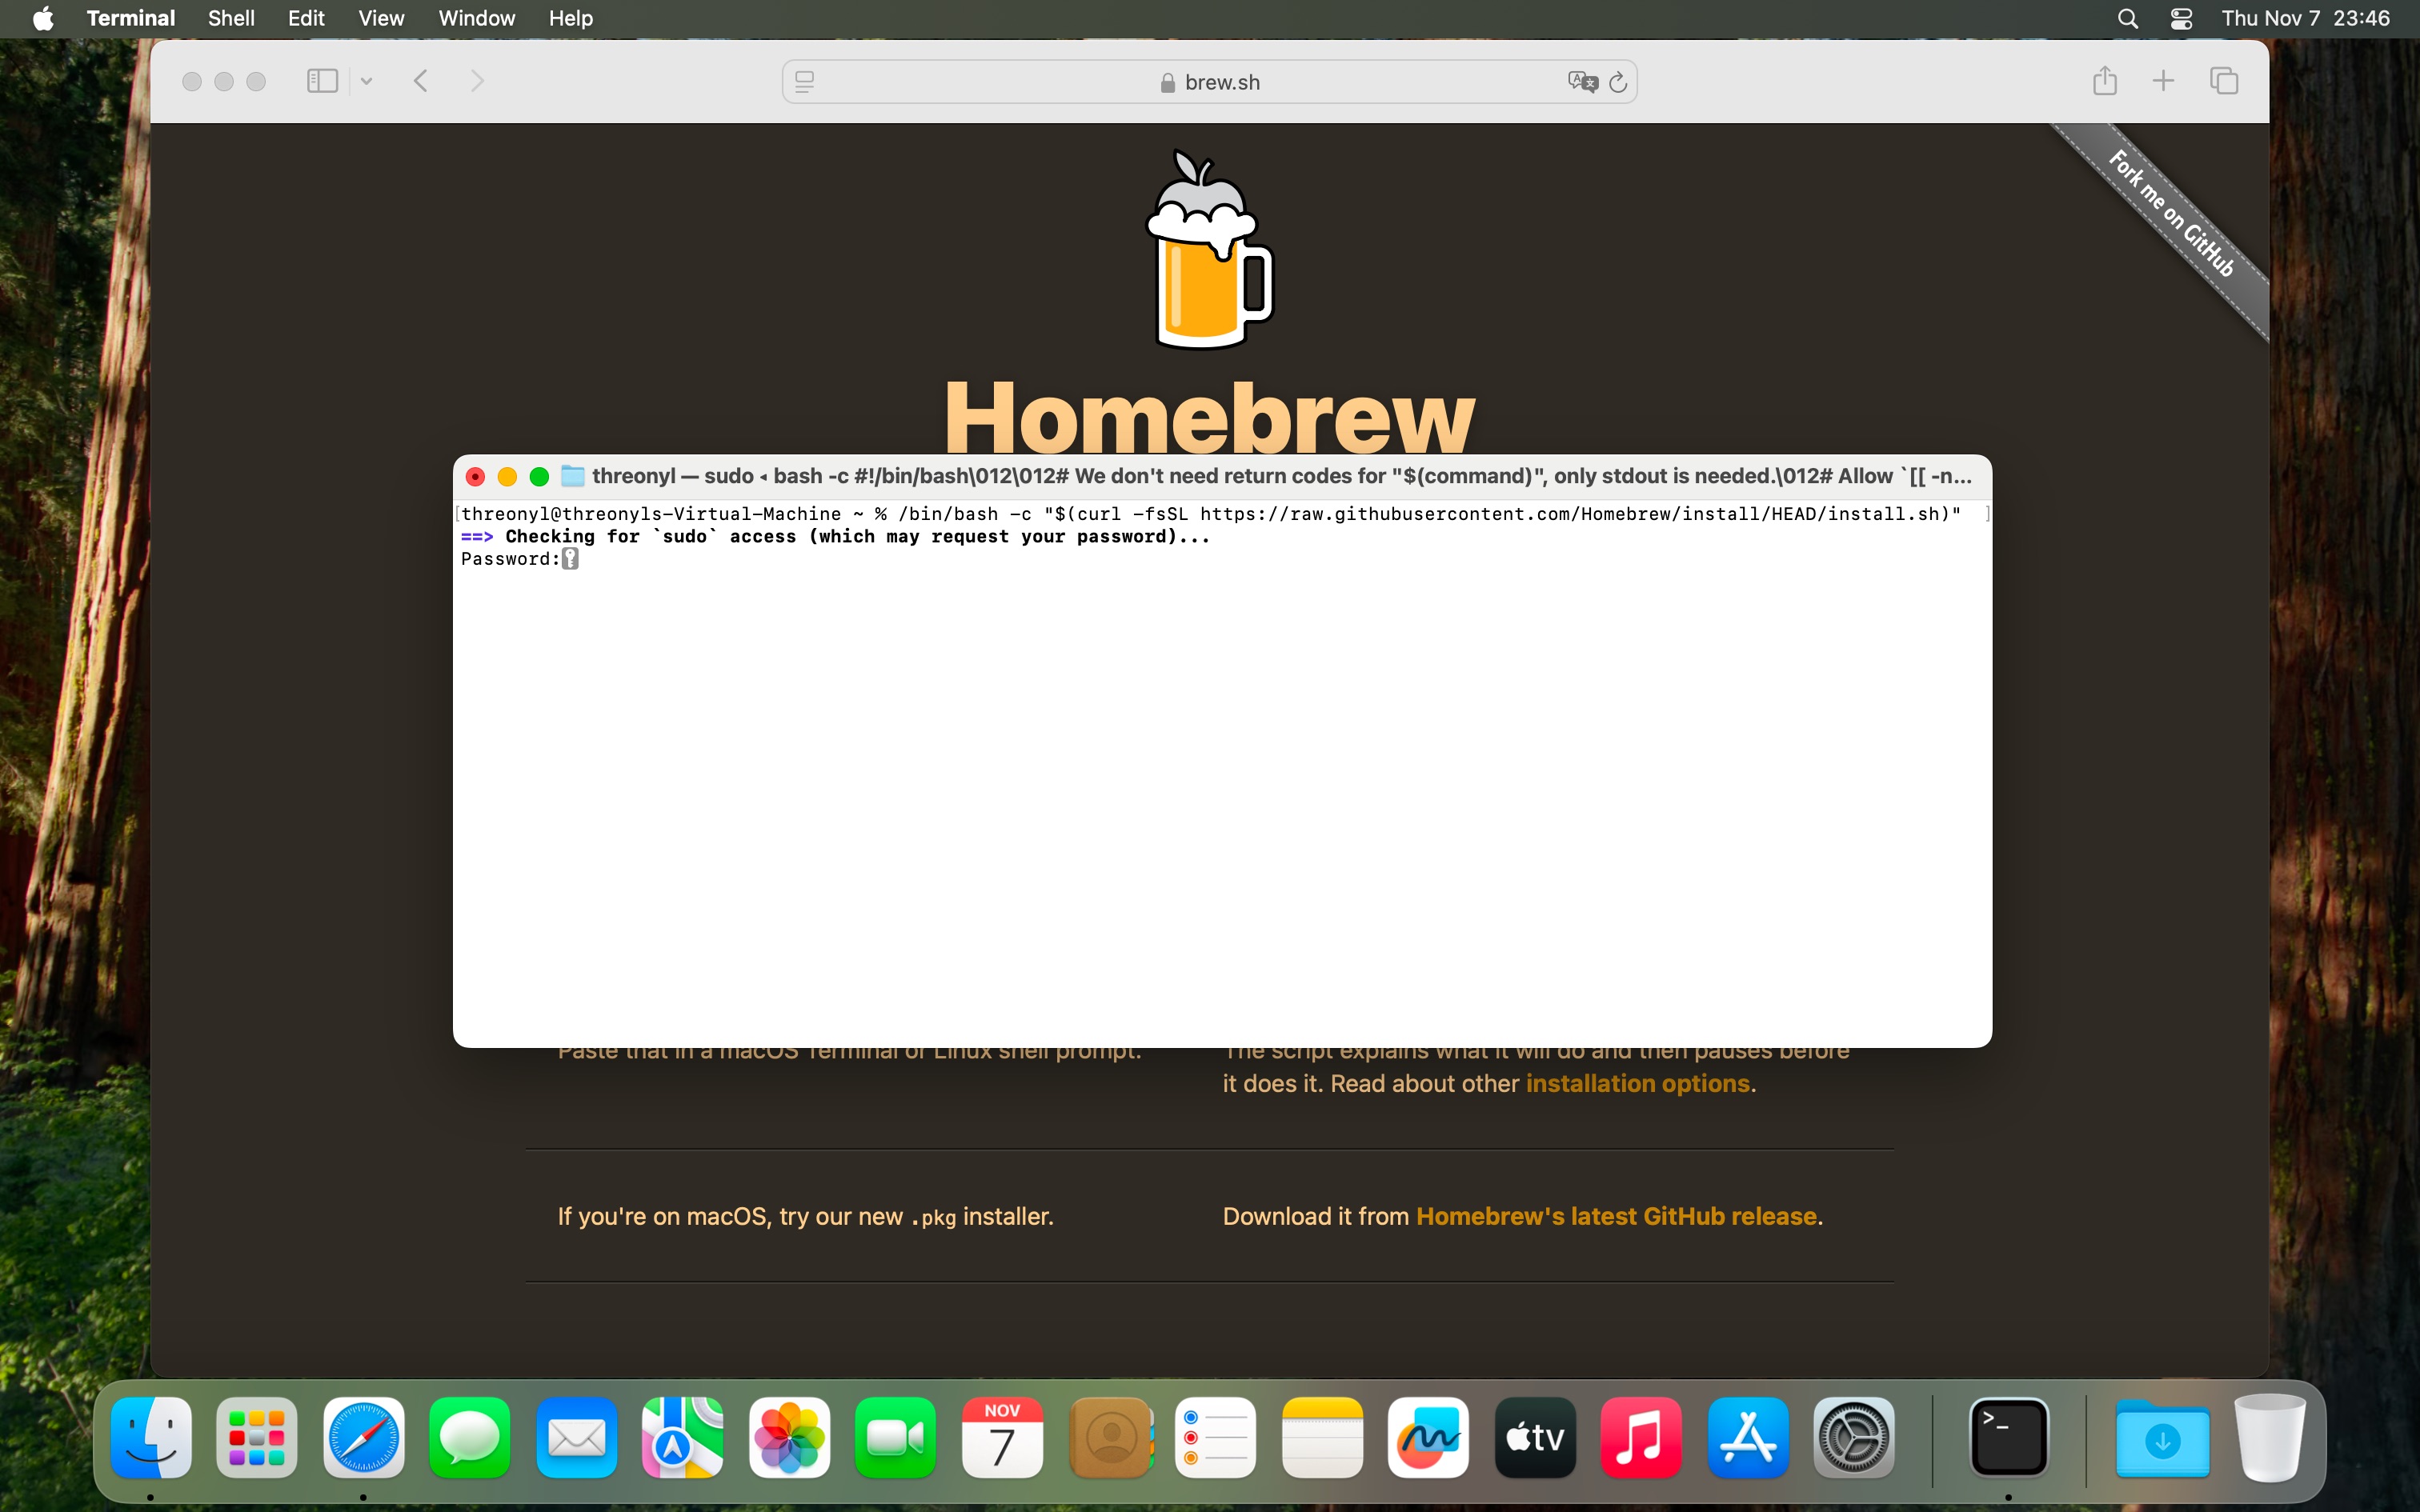 Terminal Shell Edit View Window Help Thu Nov 7 23:46
brew.sh
Fork me on GitHub
Homebrew
threonyl — sudo ◂ bash -c #!/bin/bash\012\012# We don't need return codes for "$(command)", only stdout is needed.\012# Allow `[[ -n…
[threonyl@threonyls-Virtual-Machine ~ % /bin/bash -c "$(curl -fsSL https://raw.githubusercontent.com/Homebrew/install/HEAD/install.sh)" ]
==> Checking for `sudo` access (which may request your password)...
Password:
Paste that in a macOS Terminal or Linux shell prompt.
The script explains what it will do and then pauses before
it does it. Read about other installation options.
If you're on macOS, try our new .pkg installer.
Download it from Homebrew's latest GitHub release.
NOV
7
tv
>_